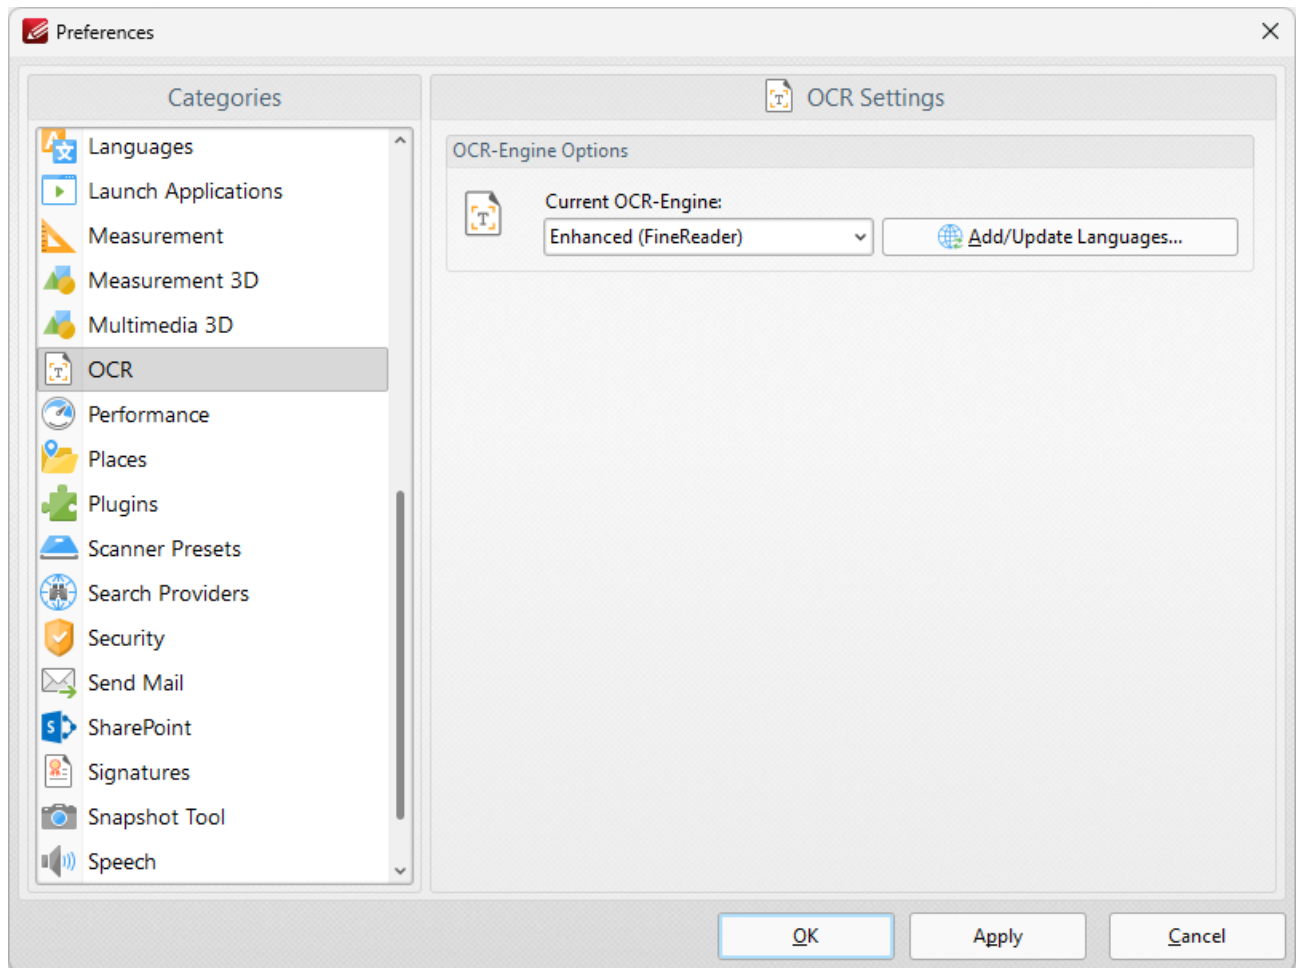 Preferences
Categories
Languages
Launch Applications
Measurement
Measurement 3D
Multimedia 3D
OCR
Performance
Places
Plugins
Scanner Presets
Search Providers
Security
Send Mail
SharePoint
Signatures
Snapshot Tool
Speech
OCR Settings
OCR-Engine Options
Current OCR-Engine:
Enhanced (FineReader)
Add/Update Languages...
OK
Apply
Cancel